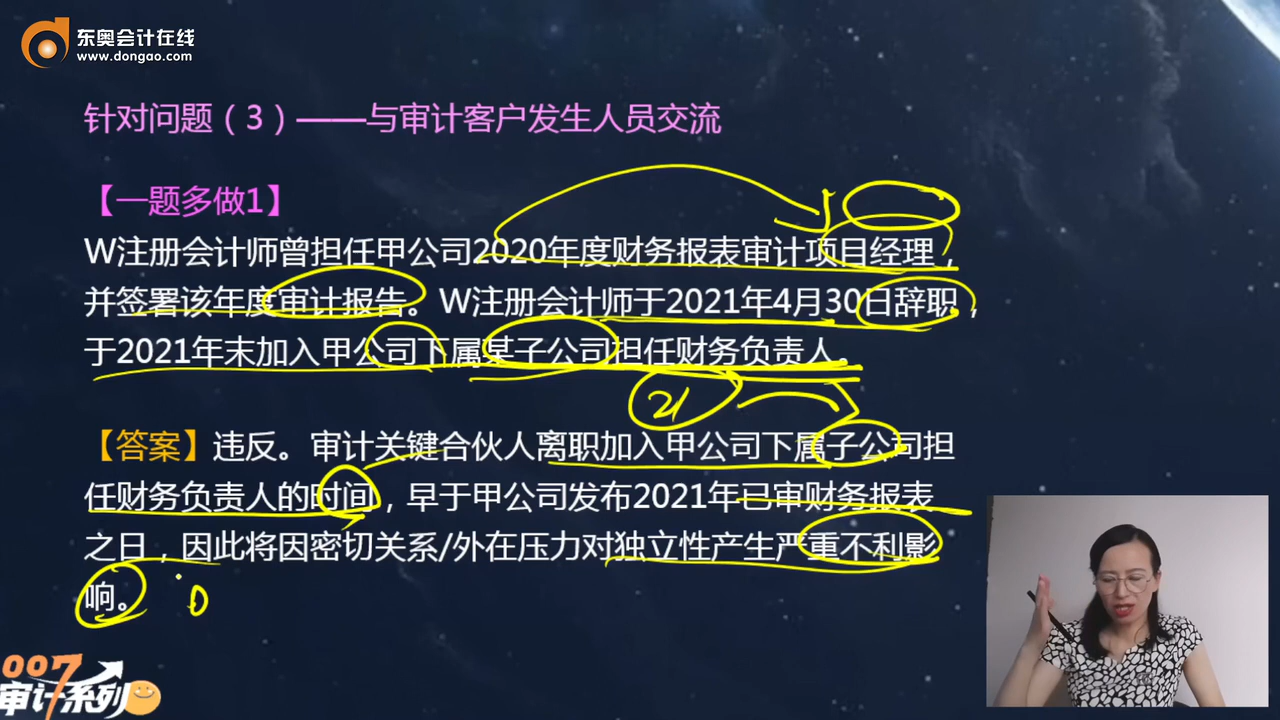 东奥会计在线
www.dongao.com
针对问题（3）——与审计客户发生人员交流
【一题多做1】
W注册会计师曾担任甲公司2020年度财务报表审计项目经理，
并签署该年度审计报告。W注册会计师于2021年4月30日辞职，
于2021年末加入甲公司下属某子公司担任财务负责人。
21
【答案】违反。审计关键合伙人离职加入甲公司下属子公司担
任财务负责人的时间，早于甲公司发布2021年已审财务报表
之日，因此将因密切关系/外在压力对独立性产生严重不利影
响。
007
审计系列